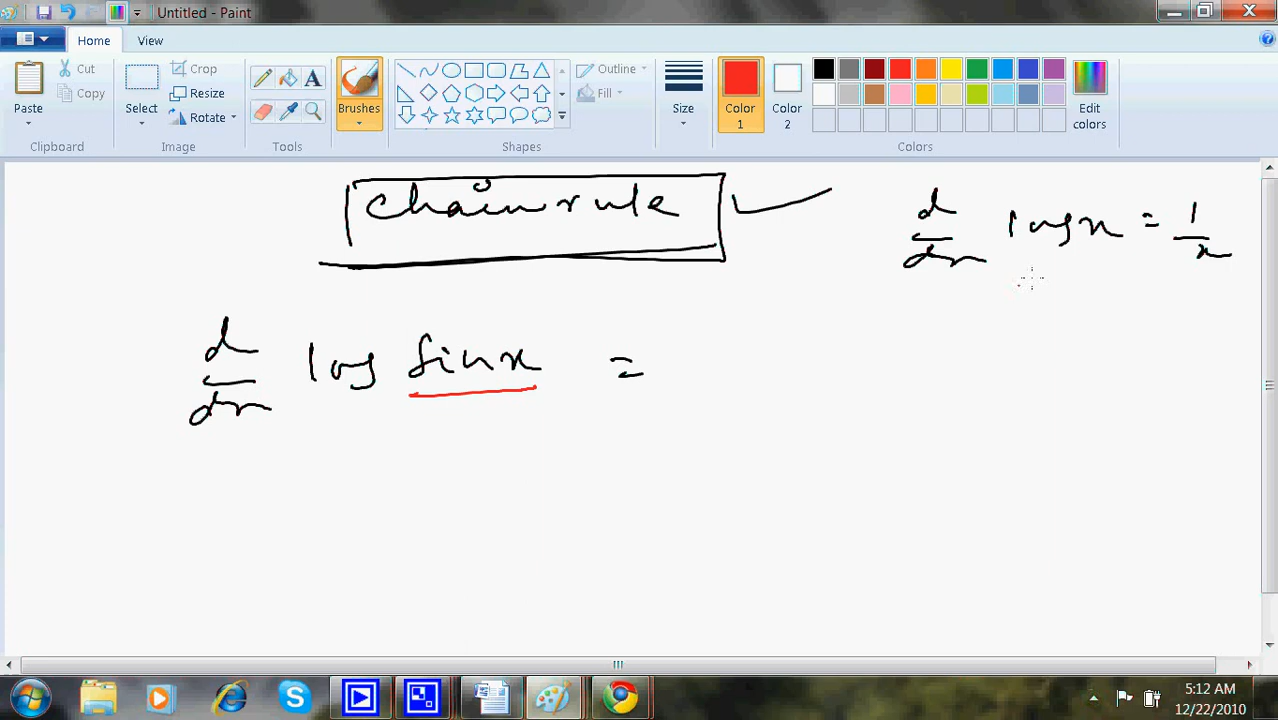 Untitled - Paint
Home View
Paste
Cut
Copy
Clipboard
Select
Crop
Resize
Rotate
Image
Tools
Brushes
Outline
Fill
Shapes
Size
Color 1
Color 2
Edit colors
Colors
chain rule
d/dx log x = 1/x
d/dx log sin x =
5:12 AM
12/22/2010